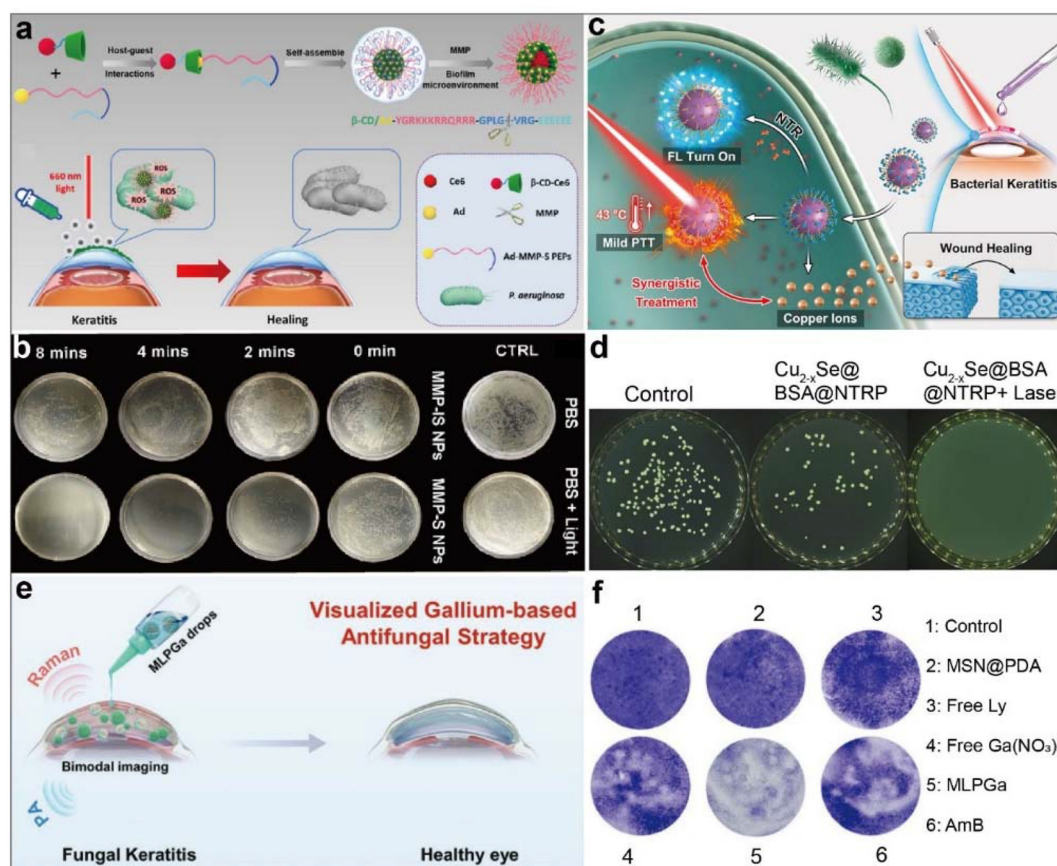 a
Host-guest
Interactions
Self-assemble
MMP
Biofilm
microenvironment
+
β-CD/Ad-YGRKKKRRQRRR-GPLG VRG-EEEEEE
660 nm
light
ROS
ROS
ROS
ROS
Ce6
β-CD-Ce6
Ad
MMP
Ad-MMP-S PEPs
P. aeruginosa
Keratitis
Healing
c
NTR
FL Turn On
43 °C
Mild PTT
Synergistic
Treatment
Copper Ions
Bacterial Keratitis
Wound Healing
b
8 mins
4 mins
2 mins
0 min
CTRL
MMP-IS NPs
PBS
MMP-S NPs
PBS + Light
d
Control
Cu2-xSe@
BSA@NTRP
Cu2-xSe@BSA
@NTRP+ Lase
e
MLPGa drops
Raman
Bimodal imaging
PA
Visualized Gallium-based
Antifungal Strategy
Fungal Keratitis
Healthy eye
f
1
2
3
4
5
6
1: Control
2: MSN@PDA
3: Free Ly
4: Free Ga(NO₃)
5: MLPGa
6: AmB